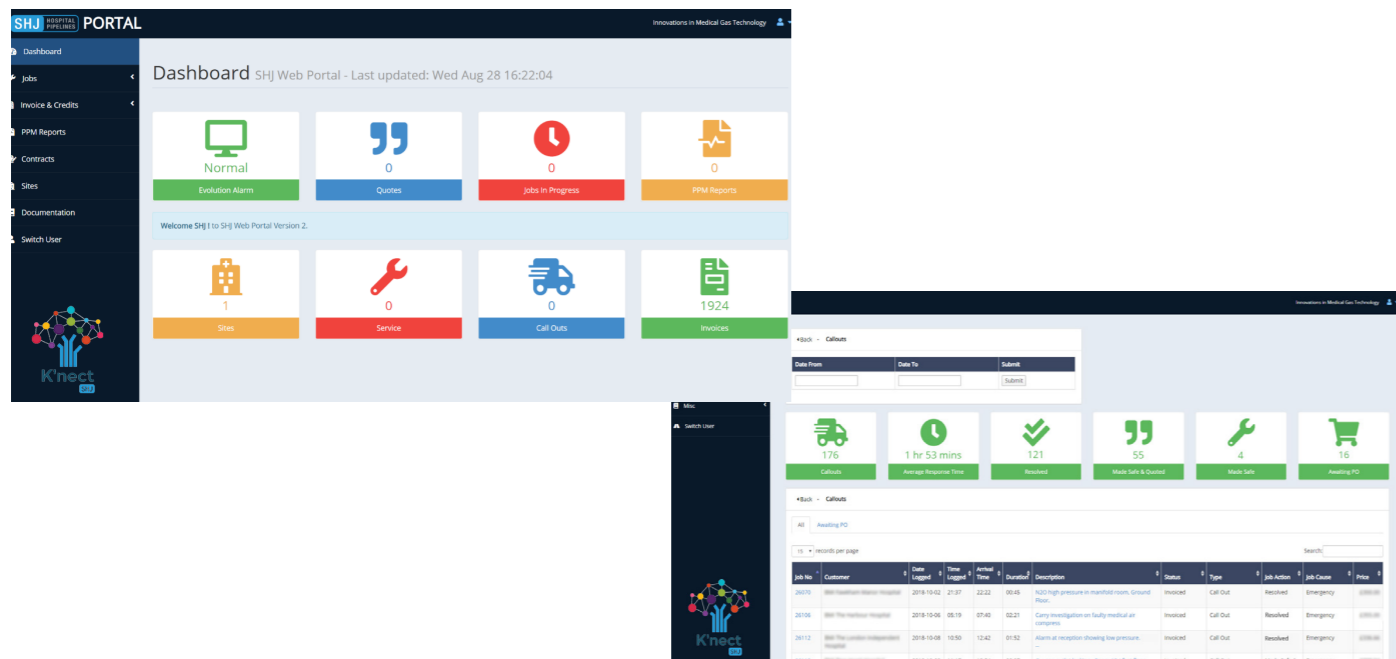 SHJ HOSPITAL PIPELINES PORTAL
Innovations in Medical Gas Technology
Dashboard
Jobs
Invoice & Credits
PPM Reports
Contracts
Sites
Documentation
Switch User
K'nect
SHJ
Dashboard SHJ Web Portal - Last updated: Wed Aug 28 16:22:04
Normal 0 0 0
Evolution Alarm Quotes Jobs In Progress PPM Reports
Welcome SHJ ! to SHJ Web Portal Version 2.
1 0 0 1924
Sites Service Call Outs Invoices
Innovations in Medical Gas Technology
Misc
Switch User
K'nect
SHJ
Back - Callouts
Date From Date To Submit
Submit
176 1 hr 53 mins 121 55 4 16
Callouts Average Response Time Resolved Made Safe & Quoted Made Safe Awaiting PO
Back - Callouts
All Awaiting PO
15 records per page Search:
Job No Customer Date Logged Time Logged Arrival Time Duration Description Status Type Job Action Job Cause Price
26070 2018-10-02 21:37 22:22 00:45 N2O high pressure in manifold room. Ground Floor. Invoiced Call Out Resolved Emergency
26106 2018-10-06 05:19 07:40 02:21 Carry investigation on faulty medical air compress Invoiced Call Out Resolved Emergency
26112 2018-10-08 10:50 12:42 01:52 Alarm at reception showing low pressure. ... Invoiced Call Out Resolved Emergency